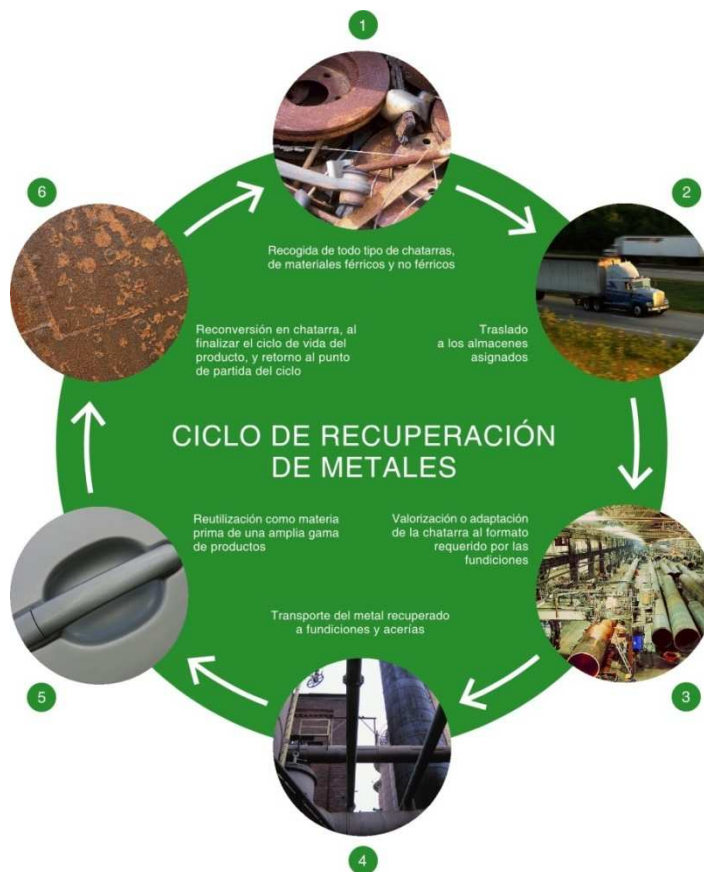 1
Recogida de todo tipo de chatarras,
de materiales férricos y no férricos
2
Traslado
a los almacenes
asignados
6
Reconversión en chatarra, al
finalizar el ciclo de vida del
producto, y retorno al punto
de partida del ciclo
CICLO DE RECUPERACIÓN
DE METALES
Valorización o adaptación
de la chatarra al formato
requerido por las
fundiciones
3
Transporte del metal recuperado
a fundiciones y acerías
4
Reutilización como materia
prima de una amplia gama
de productos
5